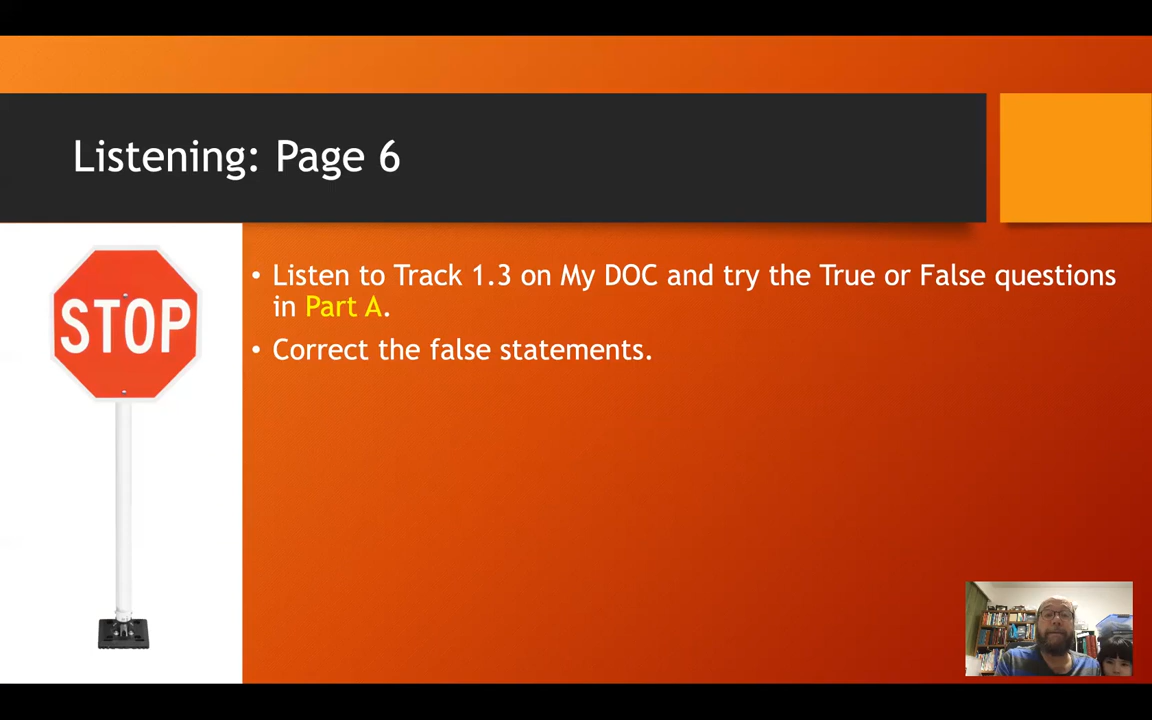 Listening: Page 6
STOP
• Listen to Track 1.3 on My DOC and try the True or False questions
in Part A.
• Correct the false statements.